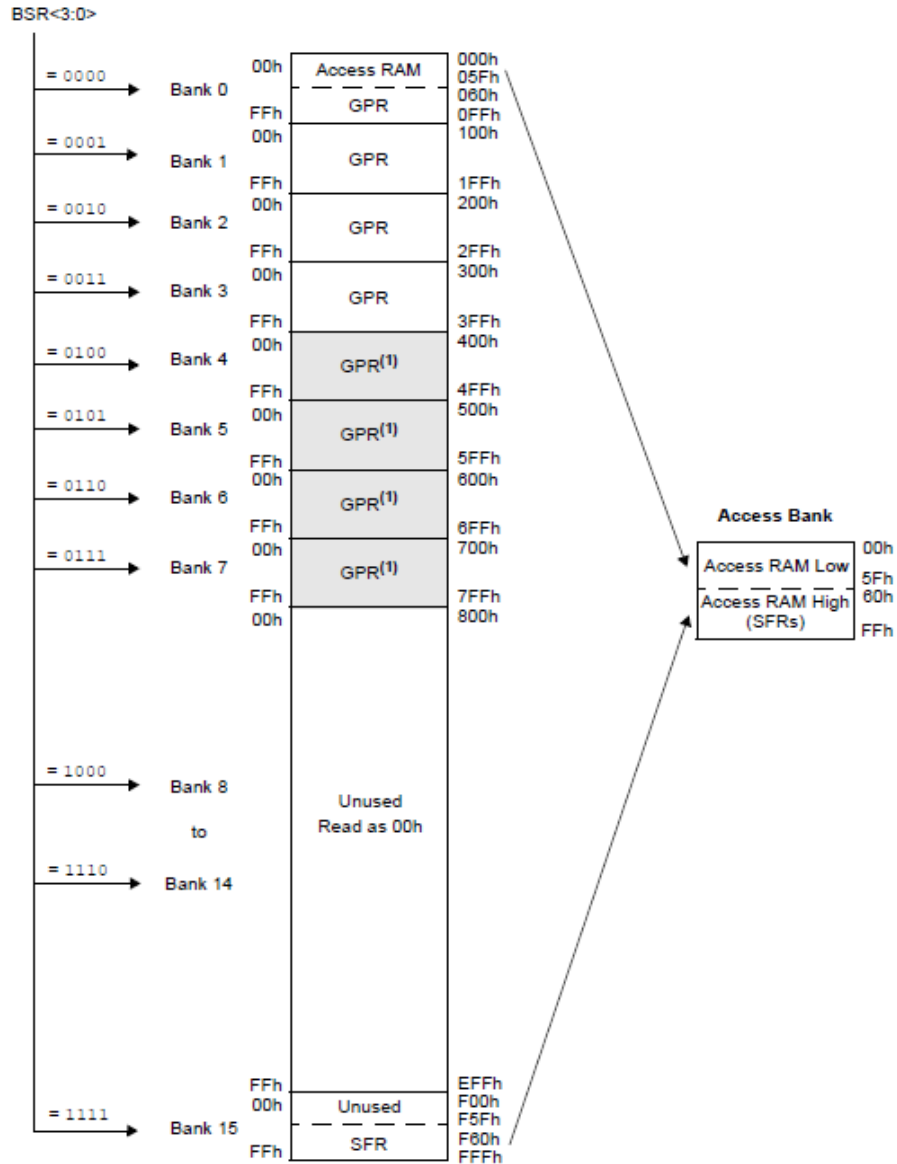 BSR<3:0>
= 0000 Bank 0 00h Access RAM 000h
05Fh
060h
FFh GPR 0FFh
= 0001 Bank 1 00h GPR 100h
FFh 1FFh
= 0010 Bank 2 00h GPR 200h
FFh 2FFh
= 0011 Bank 3 00h GPR 300h
FFh 3FFh
= 0100 Bank 4 00h GPR(1) 400h
FFh 4FFh
= 0101 Bank 5 00h GPR(1) 500h
FFh 5FFh
= 0110 Bank 6 00h GPR(1) 600h
FFh 6FFh
= 0111 Bank 7 00h GPR(1) 700h
FFh 7FFh
00h 800h
Access Bank
Access RAM Low 00h
5Fh
Access RAM High 60h
(SFRs) FFh
= 1000 Bank 8
to
= 1110 Bank 14
Unused
Read as 00h
FFh EFFh
= 1111 Bank 15 00h Unused F00h
F5Fh
SFR F60h
FFh FFFh